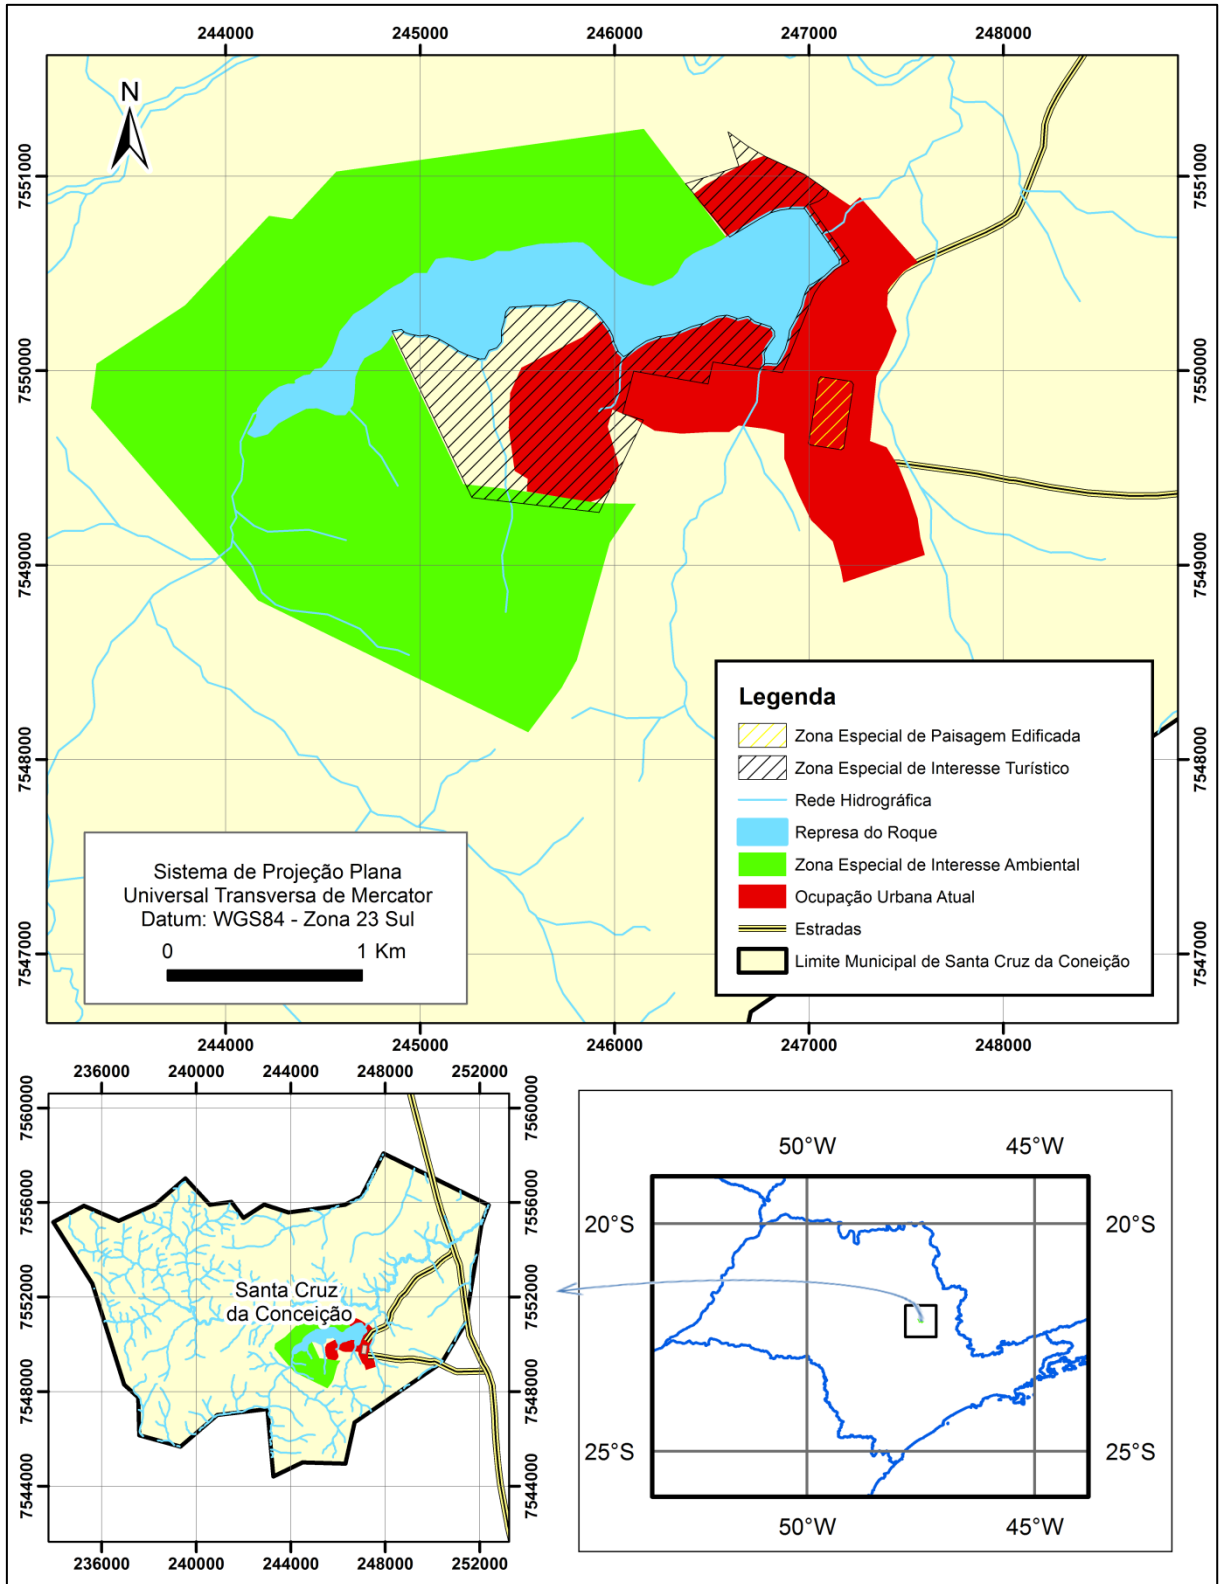 244000 245000 246000 247000 248000
N
7551000 7551000
7550000 7550000
7549000 7549000
7548000 7548000
7547000 7547000
Legenda
Zona Especial de Paisagem Edificada
Zona Especial de Interesse Turístico
Rede Hidrográfica
Represa do Roque
Zona Especial de Interesse Ambiental
Ocupação Urbana Atual
Estradas
Limite Municipal de Santa Cruz da Coneição
Sistema de Projeção Plana
Universal Transversa de Mercator
Datum: WGS84 - Zona 23 Sul
0 1 Km
244000 245000 246000 247000 248000
236000 240000 244000 248000 252000
7560000 7560000
7556000 7556000
7552000 7552000
7548000 7548000
7544000 7544000
Santa Cruz
da Conceição
236000 240000 244000 248000 252000
50°W 45°W
20°S 20°S
25°S 25°S
50°W 45°W